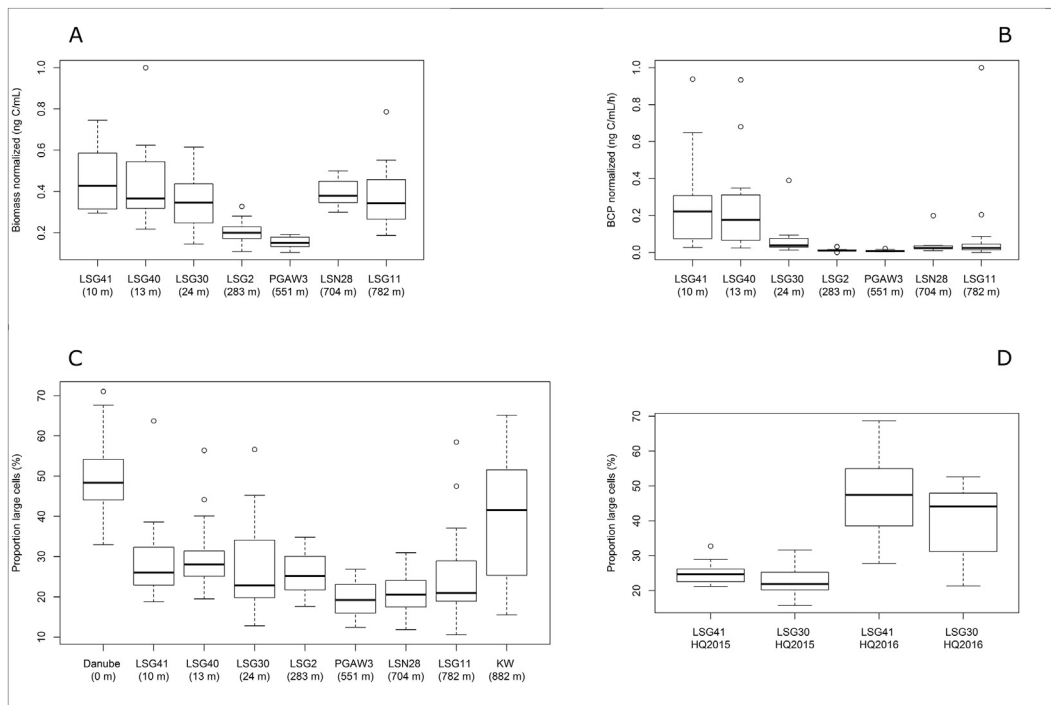 A
Biomass normalized (ng C/mL)
1.0
0.8
0.6
0.4
0.2
LSG41 LSG40 LSG30 LSG2 PGAW3 LSN28 LSG11
(10 m) (13 m) (24 m) (283 m) (551 m) (704 m) (782 m)
B
BCP normalized (ng C/mL/h)
1.0
0.8
0.6
0.4
0.2
0.0
LSG41 LSG40 LSG30 LSG2 PGAW3 LSN28 LSG11
(10 m) (13 m) (24 m) (283 m) (551 m) (704 m) (782 m)
C
Proportion large cells (%)
70
60
50
40
30
20
10
Danube LSG41 LSG40 LSG30 LSG2 PGAW3 LSN28 LSG11 KW
(0 m) (10 m) (13 m) (24 m) (283 m) (551 m) (704 m) (782 m) (882 m)
D
Proportion large cells (%)
70
60
50
40
30
20
LSG41 LSG30 LSG41 LSG30
HQ2015 HQ2015 HQ2016 HQ2016